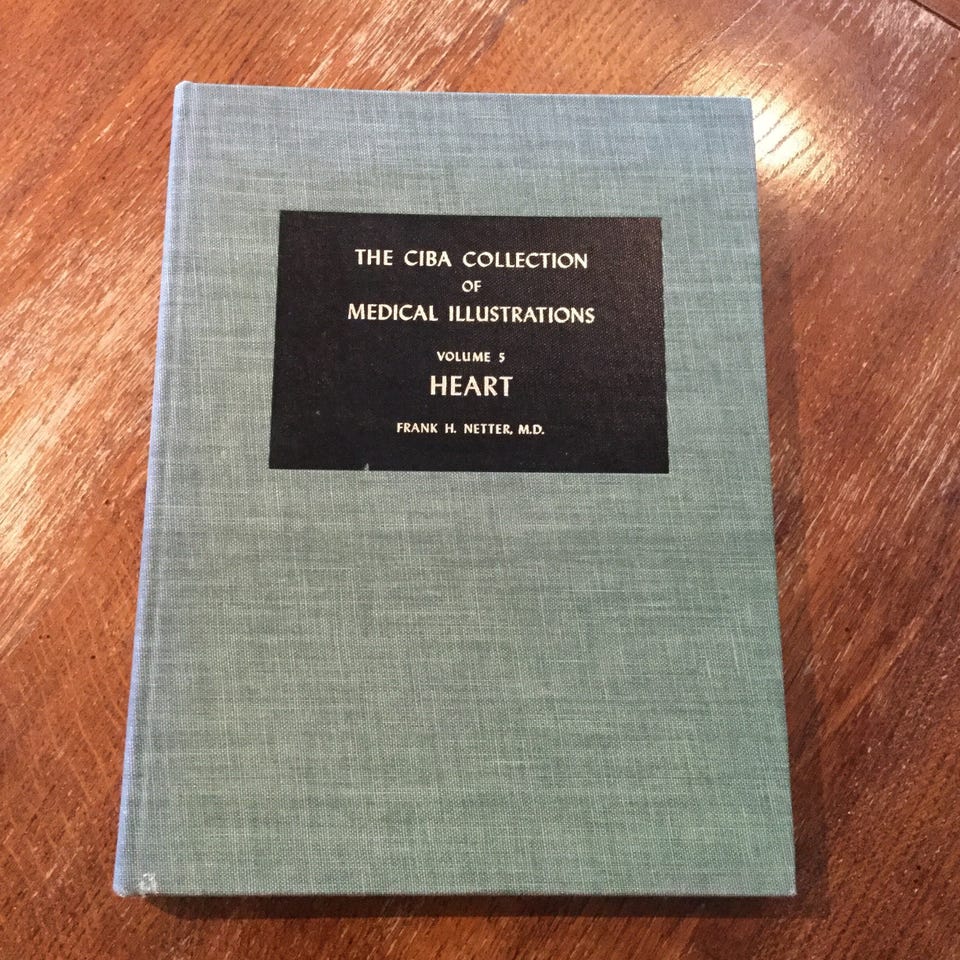 THE CIBA COLLECTION
OF
MEDICAL ILLUSTRATIONS
VOLUME 5
HEART
FRANK H. NETTER, M.D.